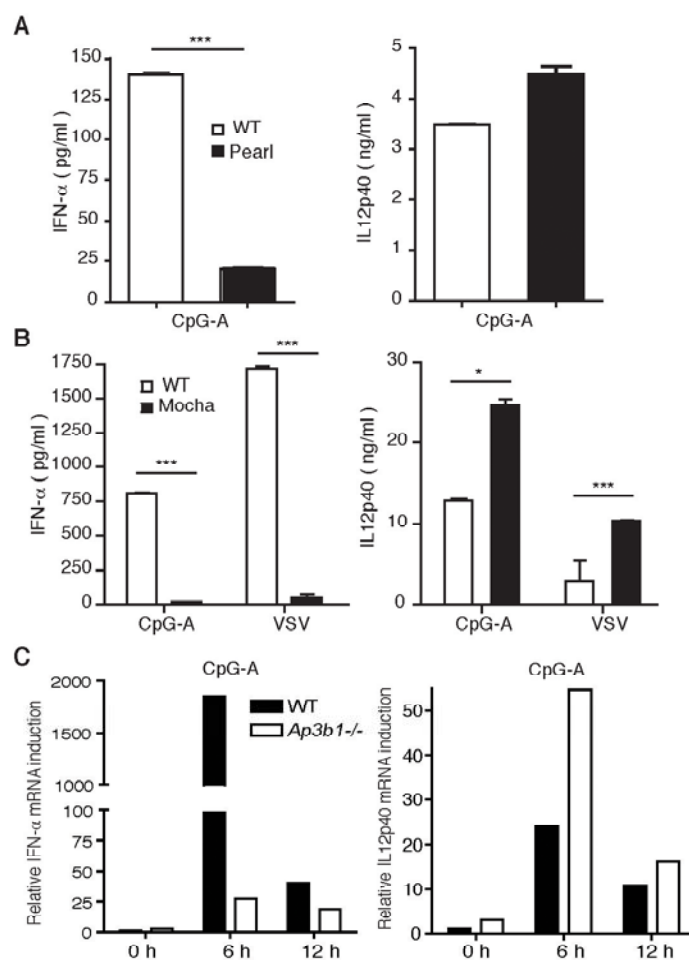 A
***
IFN-α ( pg/ml )
150
125
100
75
50
25
0
WT
Pearl
CpG-A
IL12p40 ( ng/ml )
5
4
3
2
1
0
CpG-A
B
***
***
IFN-α ( pg/ml )
1750
1500
1250
1000
750
500
250
0
WT
Mocha
CpG-A VSV
*
***
IL12p40 ( ng/ml )
30
20
10
0
CpG-A VSV
C
CpG-A
Relative IFN-α mRNA induction
2000
1500
1000
100
75
50
25
0
WT
Ap3b1-/-
0 h 6 h 12 h
CpG-A
Relative IL12p40 mRNA induction
50
40
30
20
10
0
0 h 6 h 12 h